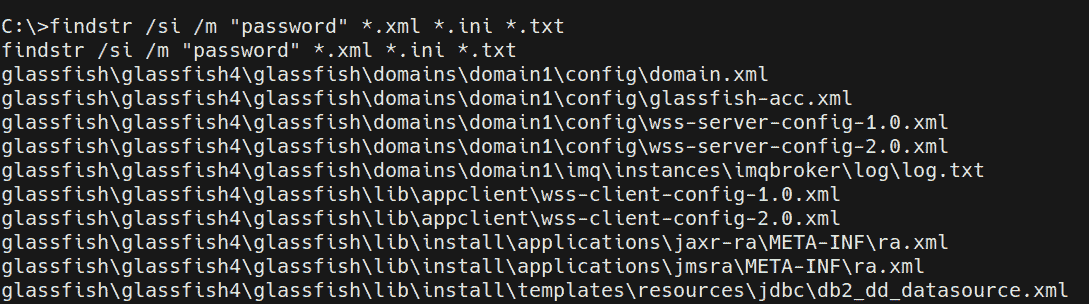 C:\>findstr /si /m "password" *.xml *.ini *.txt
findstr /si /m "password" *.xml *.ini *.txt
glassfish\glassfish4\glassfish\domains\domain1\config\domain.xml
glassfish\glassfish4\glassfish\domains\domain1\config\glassfish-acc.xml
glassfish\glassfish4\glassfish\domains\domain1\config\wss-server-config-1.0.xml
glassfish\glassfish4\glassfish\domains\domain1\config\wss-server-config-2.0.xml
glassfish\glassfish4\glassfish\domains\domain1\imq\instances\imqbroker\log\log.txt
glassfish\glassfish4\glassfish\lib\appclient\wss-client-config-1.0.xml
glassfish\glassfish4\glassfish\lib\appclient\wss-client-config-2.0.xml
glassfish\glassfish4\glassfish\lib\install\applications\jaxr-ra\META-INF\ra.xml
glassfish\glassfish4\glassfish\lib\install\applications\jmsra\META-INF\ra.xml
glassfish\glassfish4\glassfish\lib\install\templates\resources\jdbc\db2_dd_datasource.xml